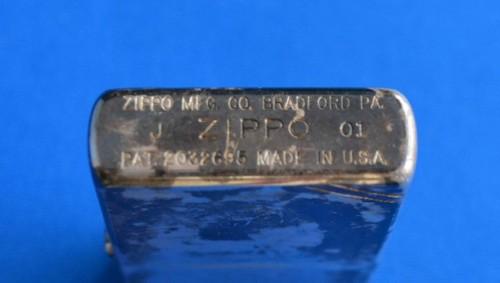 ZIPPO MFG. CO. BRADFORD PA.
J ZIPPO 01
PAT. 2032695 MADE IN U.S.A.